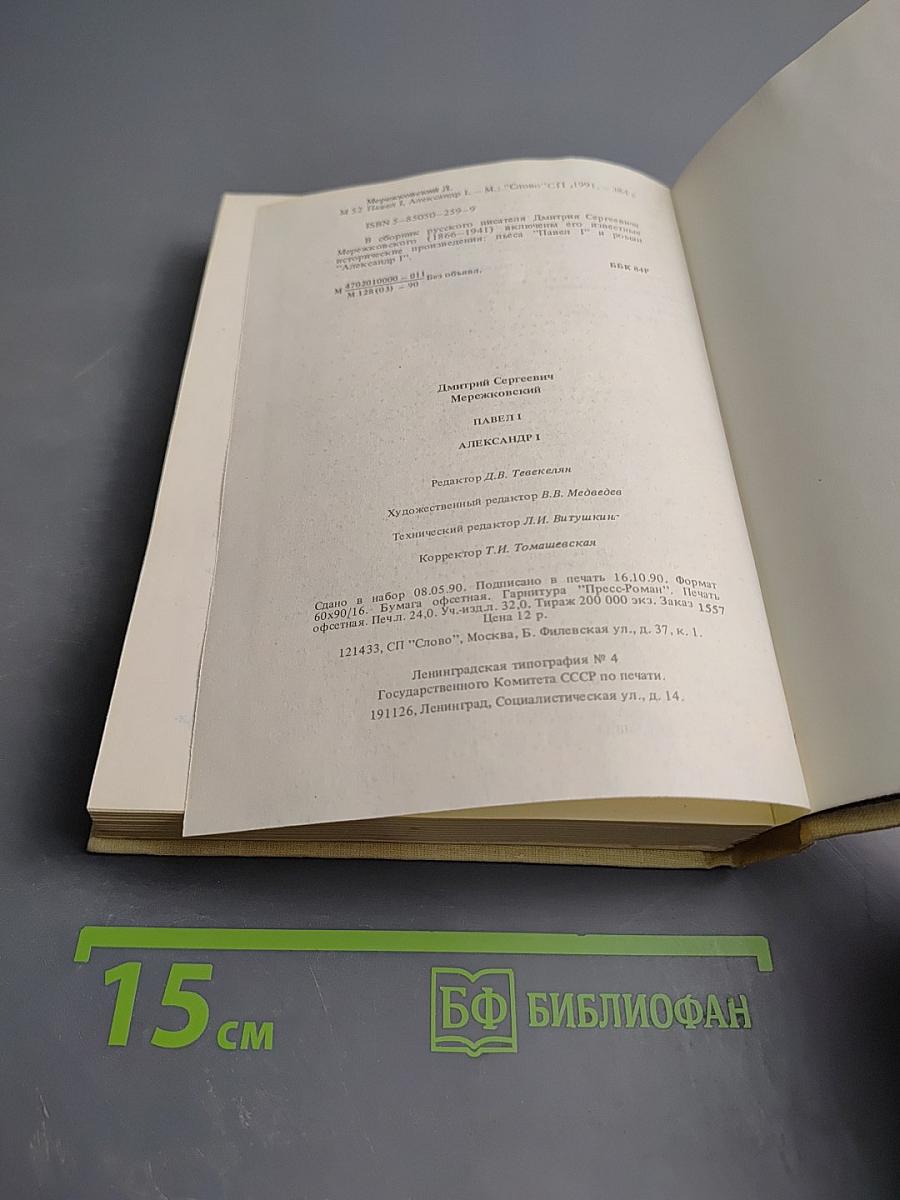 Мережковский Д.
М 52 Павел I, Александр I. – М.: "Слово" СП, 1991. – 384 с
ISBN 5-85050-259-9
В сборник русского писателя Дмитрия Сергеевича
Мережковского (1866–1941) включены его известные
исторические произведения: пьеса "Павел I" и роман
"Александр I".
М 4702010000 – 011 Без объявл.
М 128(03) – 90
ББК 84Р
Дмитрий Сергеевич
Мережковский
ПАВЕЛ I
АЛЕКСАНДР I
Редактор Д.В. Тевекелян
Художественный редактор В.В. Медведев
Технический редактор Л.И. Витушкин-
Корректор Т.И. Томашевская
Сдано в набор 08.05.90. Подписано в печать 16.10.90. Формат
60х90/16. Бумага офсетная. Гарнитура "Пресс-Роман". Печать
офсетная. Печ.л. 24,0. Уч.-изд.л. 32,0. Тираж 200 000 экз. Заказ 1557
Цена 12 р.
121433, СП "Слово", Москва, Б. Филевская ул., д. 37, к. 1.
Ленинградская типография № 4
Государственного Комитета СССР по печати.
191126, Ленинград, Социалистическая ул., д. 14.
15 см
БФ БИБЛИОФАН